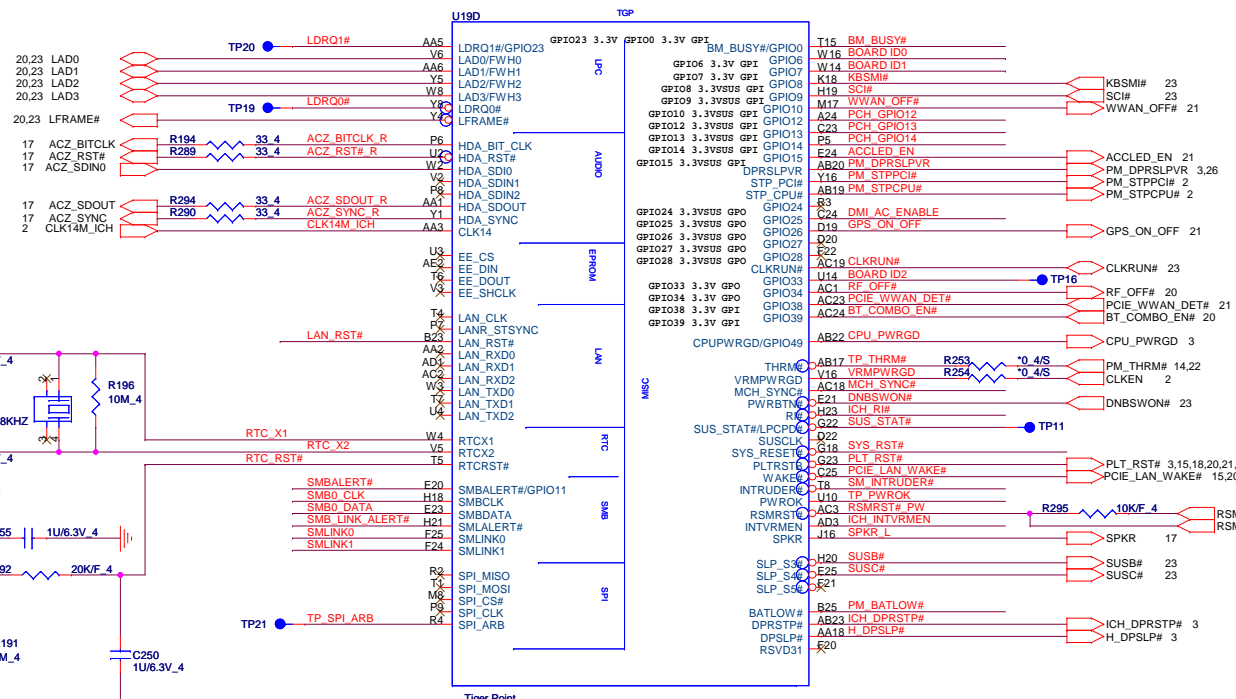 U19D
TGP
TP20 LDRQ1# AA5 LDRQ1#/GPIO23
20,23 LAD0 V6 LAD0/FWH0
20,23 LAD1 AA6 LAD1/FWH1
20,23 LAD2 Y5 LAD2/FWH2
20,23 LAD3 W8 LAD3/FWH3
TP19 LDRQ0# Y8 LDRQ0#
20,23 LFRAME# Y4 LFRAME#
17 ACZ_BITCLK R194 33_4 ACZ_BITCLK_R P6 HDA_BIT_CLK
17 ACZ_RST# R289 33_4 ACZ_RST#_R U2 HDA_RST#
17 ACZ_SDIN0 W2 HDA_SDI0
V2 HDA_SDIN1
P8 HDA_SDIN2
17 ACZ_SDOUT R294 33_4 ACZ_SDOUT_R AA1 HDA_SDOUT
17 ACZ_SYNC R290 33_4 ACZ_SYNC_R Y1 HDA_SYNC
2 CLK14M_ICH AA3 CLK14
U3 EE_CS
AE2 EE_DIN
T6 EE_DOUT
V3 EE_SHCLK
T4 LAN_CLK
P7 LANR_STSYNC
LAN_RST# B23 LAN_RST#
AA2 LAN_RXD0
AD1 LAN_RXD1
AC2 LAN_RXD2
W3 LAN_TXD0
T7 LAN_TXD1
U4 LAN_TXD2
RTC_X1 W4 RTCX1
RTC_X2 V5 RTCX2
RTC_RST# T5 RTCRST#
SMBALERT# E20 SMBALERT#/GPIO11
SMB0_CLK H18 SMBCLK
SMB0_DATA E23 SMBDATA
SMB_LINK_ALERT# H21 SMLALERT#
SMLINK0 F25 SMLINK0
SMLINK1 F24 SMLINK1
R2 SPI_MISO
T1 SPI_MOSI
M8 SPI_CS#
P9 SPI_CLK
TP21 TP_SPI_ARB R4 SPI_ARB
_4
2 1
R196
10M_4
8KHZ
3 4
_4
55 1U/6.3V_4
92 20K/F_4
191
M_4
C250
1U/6.3V_4
LPC
AUDIO
EPROM
LAN
RTC
SMB
SPI
MISC
GPIO23 3.3V GPIO0 3.3V GPI
GPIO6 3.3V GPI
GPIO7 3.3V GPI
GPIO8 3.3VSUS GPI
GPIO9 3.3VSUS GPI
GPIO10 3.3VSUS GPI
GPIO12 3.3VSUS GPI
GPIO13 3.3VSUS GPI
GPIO14 3.3VSUS GPI
GPIO15 3.3VSUS GPI
GPIO24 3.3VSUS GPO
GPIO25 3.3VSUS GPO
GPIO26 3.3VSUS GPO
GPIO27 3.3VSUS GPO
GPIO28 3.3VSUS GPO
GPIO33 3.3V GPO
GPIO34 3.3V GPO
GPIO38 3.3V GPI
GPIO39 3.3V GPI
BM_BUSY#/GPIO0 T15 BM_BUSY#
GPIO6 W16 BOARD ID0
GPIO7 W14 BOARD ID1
GPIO8 K18 KBSMI# KBSMI# 23
GPIO9 H19 SCI# SCI# 23
GPIO10 M17 WWAN_OFF# WWAN_OFF# 21
GPIO12 A24 PCH_GPIO12
GPIO13 C23 PCH_GPIO13
GPIO14 P5 PCH_GPIO14
GPIO15 E24 ACCLED_EN ACCLED_EN 21
DPRSLPVR AB20 PM_DPRSLPVR PM_DPRSLPVR 3,26
STP_PCI# Y16 PM_STPPCI# PM_STPPCI# 2
STP_CPU# AB19 PM_STPCPU# PM_STPCPU# 2
GPIO24 R3
GPIO25 C24 DMI_AC_ENABLE
GPIO26 D19 GPS_ON_OFF GPS_ON_OFF 21
GPIO27 D20
GPIO28 F22
CLKRUN# AC19 CLKRUN# CLKRUN# 23
GPIO33 U14 BOARD ID2 TP16
GPIO34 AC1 RF_OFF# RF_OFF# 20
GPIO38 AC23 PCIE_WWAN_DET# PCIE_WWAN_DET# 21
GPIO39 AC24 BT_COMBO_EN# BT_COMBO_EN# 20
CPUPWRGD/GPIO49 AB22 CPU_PWRGD CPU_PWRGD 3
THRM# AB17 TP_THRM# R253 *0_4/S PM_THRM# 14,22
VRMPWRGD V16 VRMPWRGD R254 *0_4/S CLKEN 2
MCH_SYNC# AC18 MCH_SYNC#
PWRBTN# E21 DNBSWON# DNBSWON# 23
RI# H23 ICH_RI#
SUS_STAT#/LPCPD# G22 SUS_STAT# TP11
SUSCLK D22
SYS_RESET# G18 SYS_RST#
PLTRST# G23 PLT_RST# PLT_RST# 3,15,18,20,21,
WAKE# C25 PCIE_LAN_WAKE# PCIE_LAN_WAKE# 15,20
INTRUDER# T8 SM_INTRUDER#
PWROK U10 TP_PWROK
RSMRST# AC3 RSMRST#_PW R295 10K/F_4 RSM
INTVRMEN AD3 ICH_INTVRMEN RSM
SPKR J16 SPKR_L SPKR 17
SLP_S3# H20 SUSB# SUSB# 23
SLP_S4# E25 SUSC# SUSC# 23
SLP_S5# F21
BATLOW# B25 PM_BATLOW#
DPRSTP# AB23 ICH_DPRSTP# ICH_DPRSTP# 3
DPSLP# AA18 H_DPSLP# H_DPSLP# 3
RSVD31 F20
Tiger Point